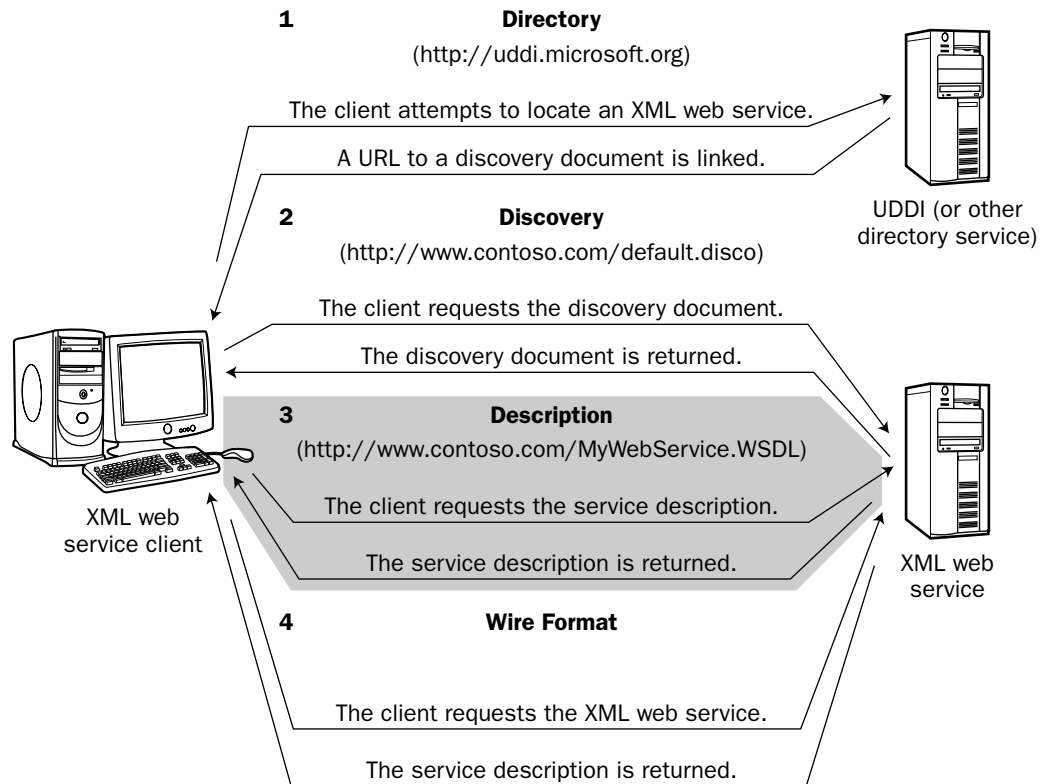 1 Directory
(http://uddi.microsoft.org)
The client attempts to locate an XML web service.
A URL to a discovery document is linked.
UDDI (or other
directory service)
2 Discovery
(http://www.contoso.com/default.disco)
The client requests the discovery document.
The discovery document is returned.
3 Description
(http://www.contoso.com/MyWebService.WSDL)
The client requests the service description.
The service description is returned.
XML web
service client
XML web
service
4 Wire Format
The client requests the XML web service.
The service description is returned.